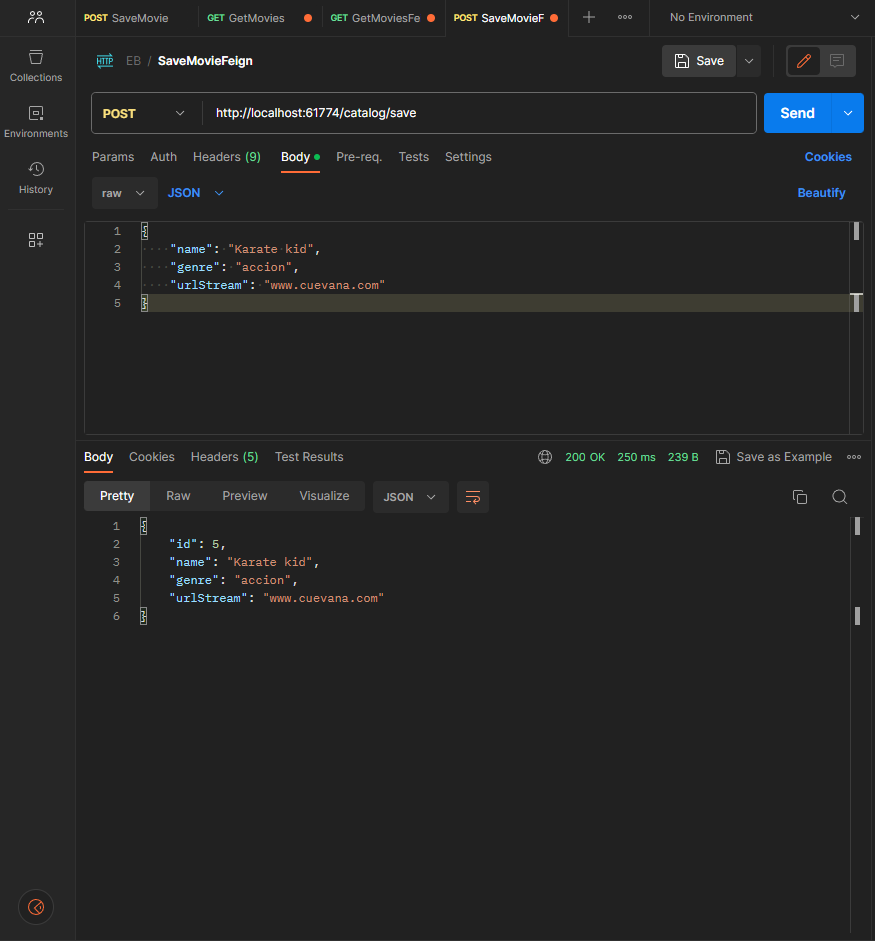 POST SaveMovie GET GetMovies GET GetMoviesFe POST SaveMovieF No Environment
Collections
Environments
History
HTTP EB / SaveMovieFeign Save
POST http://localhost:61774/catalog/save Send
Params Auth Headers (9) Body Pre-req. Tests Settings Cookies
raw JSON Beautify
1 {
2 "name": "Karate kid",
3 "genre": "accion",
4 "urlStream": "www.cuevana.com"
5 }
Body Cookies Headers (5) Test Results 200 OK 250 ms 239 B Save as Example
Pretty Raw Preview Visualize JSON
1 {
2 "id": 5,
3 "name": "Karate kid",
4 "genre": "accion",
5 "urlStream": "www.cuevana.com"
6 }